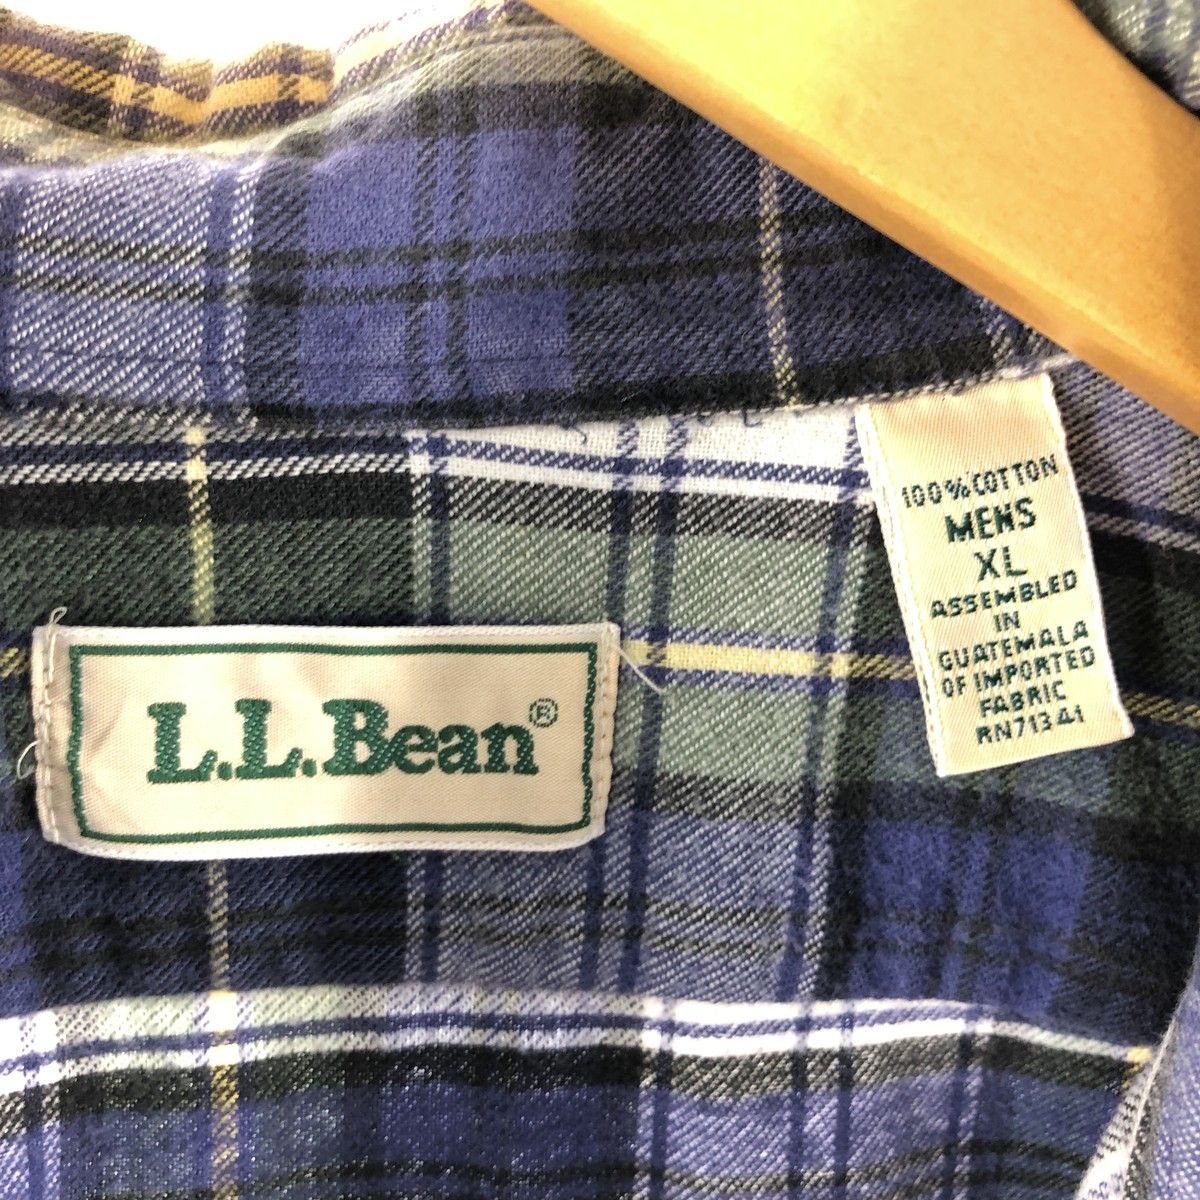 L.L.Bean®
100% COTTON
MENS
XL
ASSEMBLED
IN
GUATEMALA
OF IMPORTED
FABRIC
RN71341